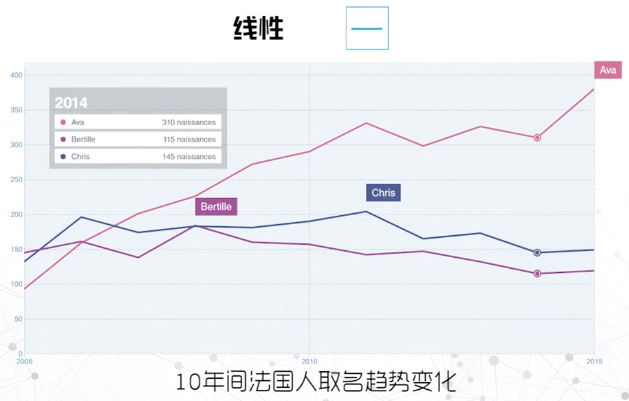 线性
Ava
400
350
300
250
200
150
100
50
0
2014
Ava 310 naissances
Bertille 115 naissances
Chris 145 naissances
Bertille
Chris
2005
2010
2015
10年间法国人取名趋势变化